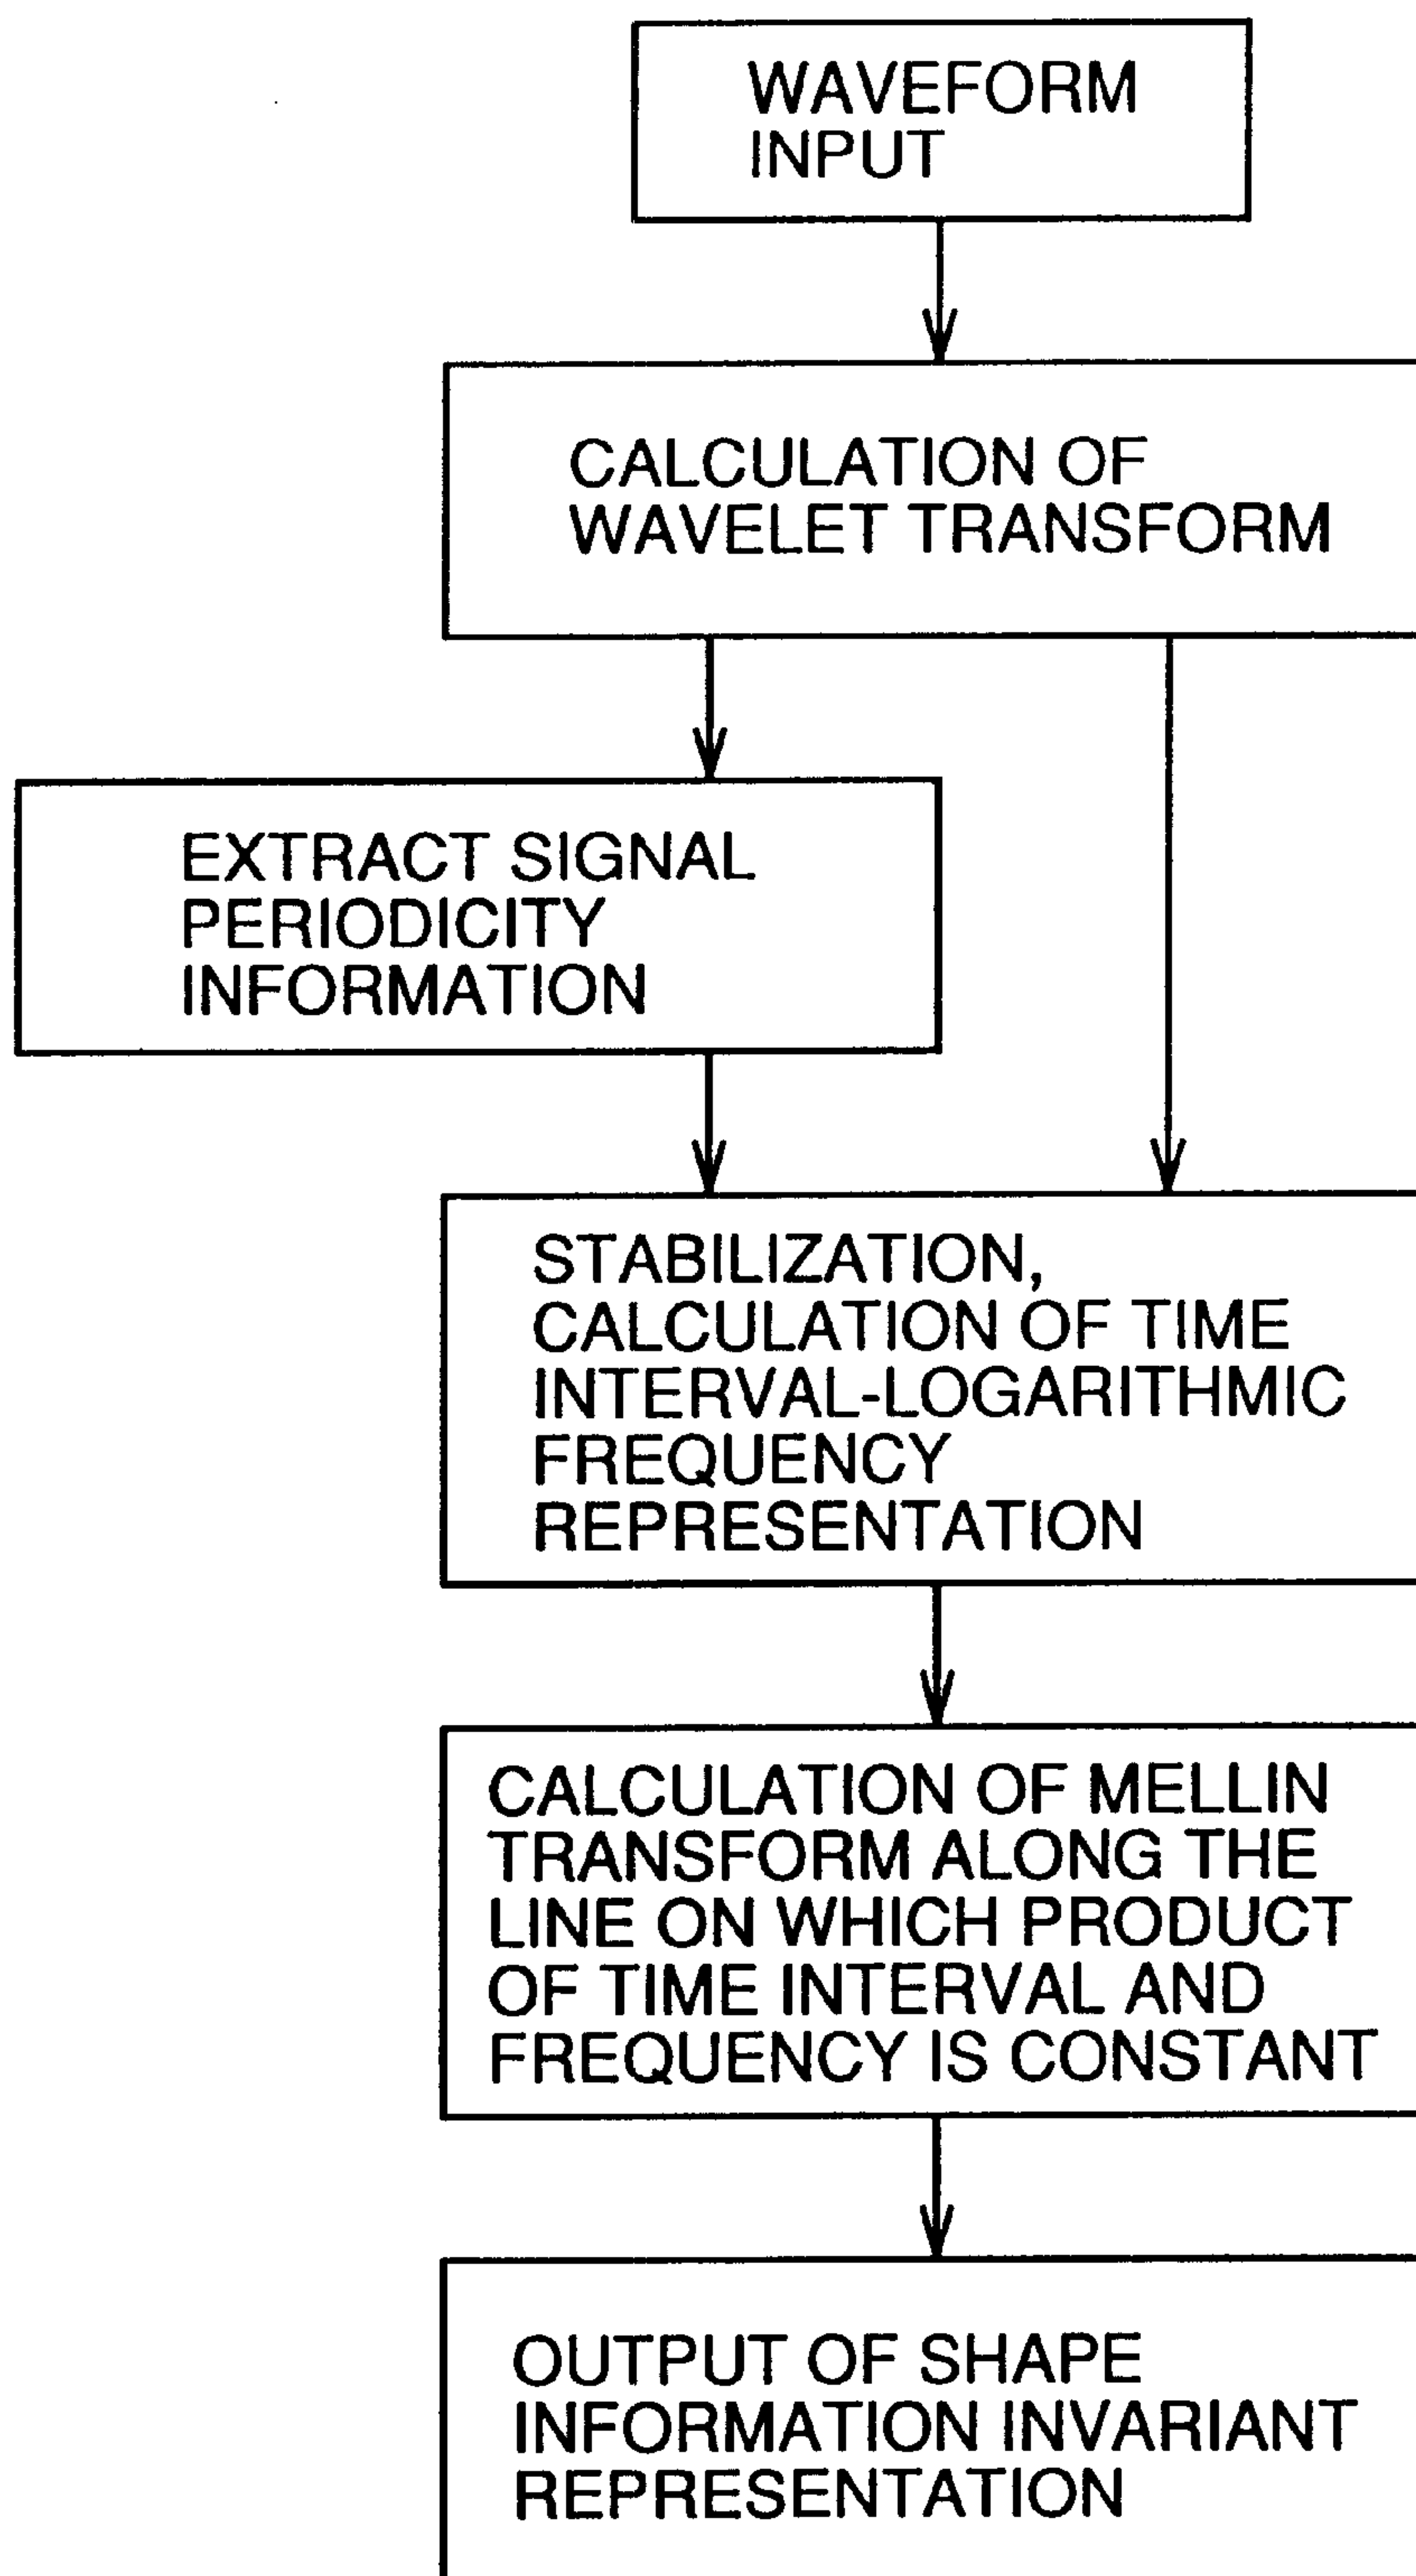 WAVEFORM
INPUT
CALCULATION OF
WAVELET TRANSFORM
EXTRACT SIGNAL
PERIODICITY
INFORMATION
STABILIZATION,
CALCULATION OF TIME
INTERVAL-LOGARITHMIC
FREQUENCY
REPRESENTATION
CALCULATION OF MELLIN
TRANSFORM ALONG THE
LINE ON WHICH PRODUCT
OF TIME INTERVAL AND
FREQUENCY IS CONSTANT
OUTPUT OF SHAPE
INFORMATION INVARIANT
REPRESENTATION